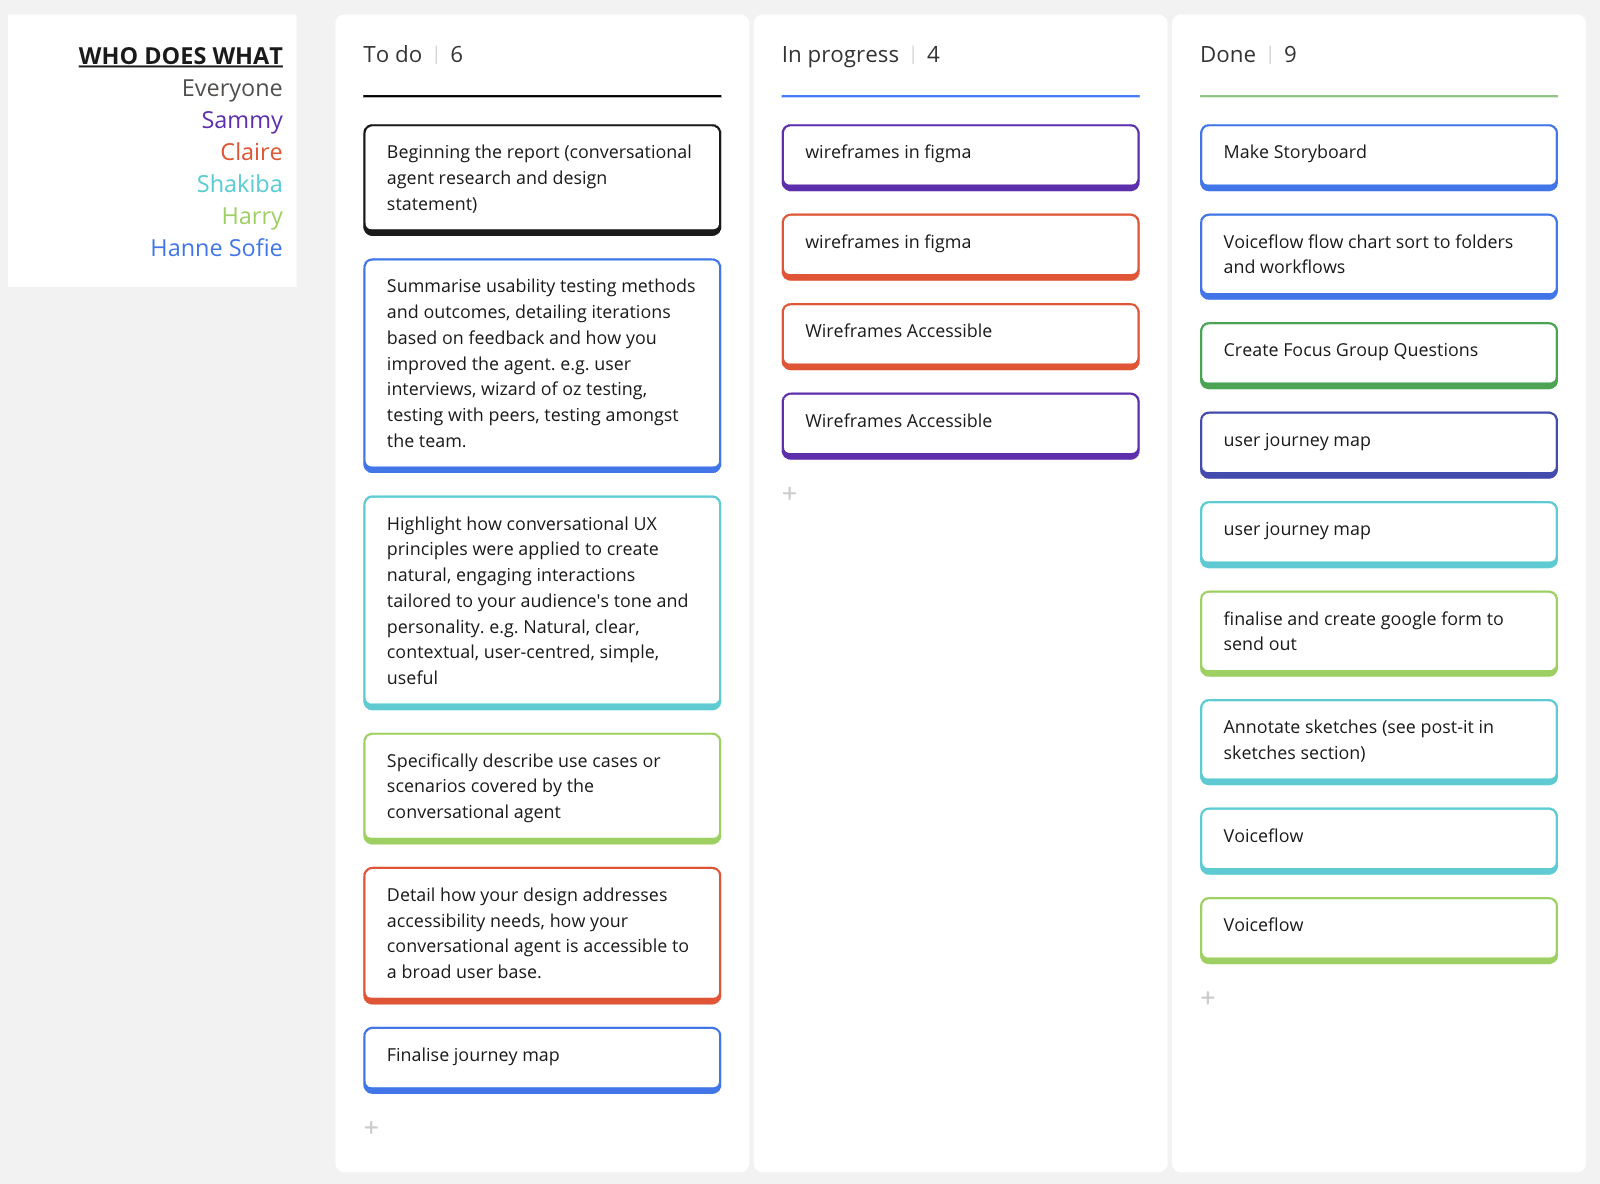 WHO DOES WHAT
Everyone
Sammy
Claire
Shakiba
Harry
Hanne Sofie
To do | 6
Beginning the report (conversational
agent research and design
statement)
Summarise usability testing methods
and outcomes, detailing iterations
based on feedback and how you
improved the agent. e.g. user
interviews, wizard of oz testing,
testing with peers, testing amongst
the team.
Highlight how conversational UX
principles were applied to create
natural, engaging interactions
tailored to your audience's tone and
personality. e.g. Natural, clear,
contextual, user-centred, simple,
useful
Specifically describe use cases or
scenarios covered by the
conversational agent
Detail how your design addresses
accessibility needs, how your
conversational agent is accessible to
a broad user base.
Finalise journey map
+
In progress | 4
wireframes in figma
wireframes in figma
Wireframes Accessible
Wireframes Accessible
+
Done | 9
Make Storyboard
Voiceflow flow chart sort to folders
and workflows
Create Focus Group Questions
user journey map
user journey map
finalise and create google form to
send out
Annotate sketches (see post-it in
sketches section)
Voiceflow
Voiceflow
+